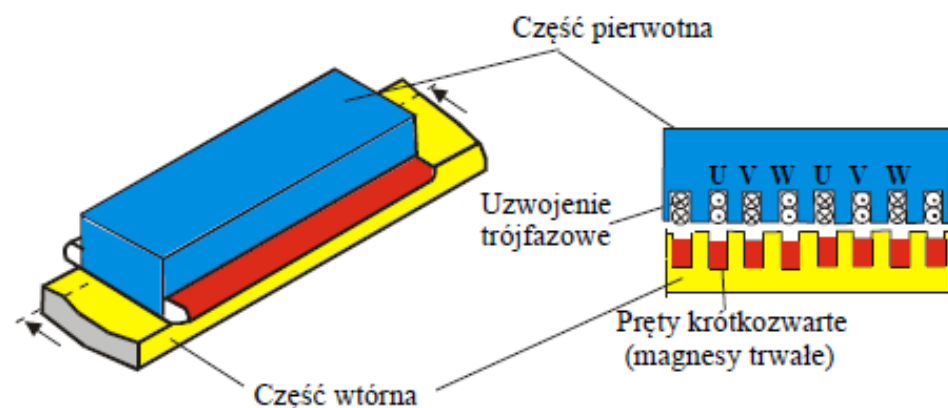 Część pierwotna
U V W U V W
Uzwojenie
trójfazowe
Pręty krótkozwarte
(magnesy trwałe)
Część wtórna